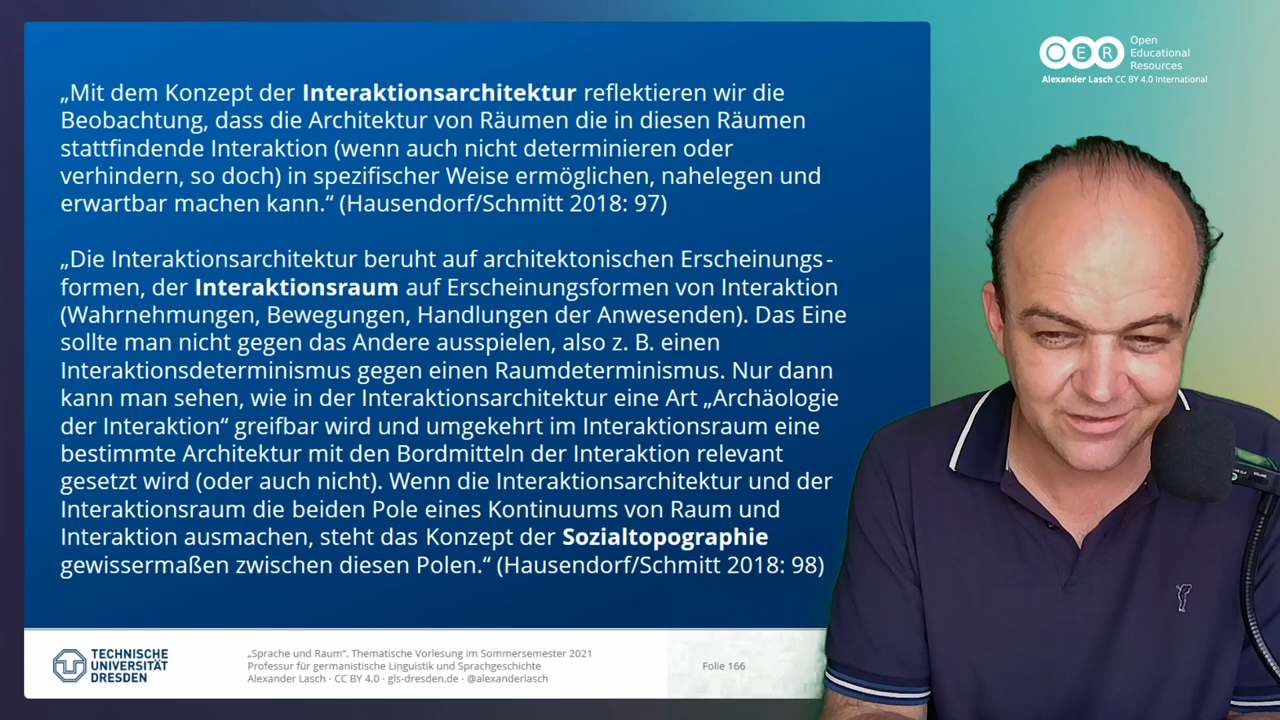 „Mit dem Konzept der Interaktionsarchitektur reflektieren wir die
Beobachtung, dass die Architektur von Räumen die in diesen Räumen
stattfindende Interaktion (wenn auch nicht determinieren oder
verhindern, so doch) in spezifischer Weise ermöglichen, nahelegen und
erwartbar machen kann.“ (Hausendorf/Schmitt 2018: 97)
„Die Interaktionsarchitektur beruht auf architektonischen Erscheinungs-
formen, der Interaktionsraum auf Erscheinungsformen von Interaktion
(Wahrnehmungen, Bewegungen, Handlungen der Anwesenden). Das Eine
sollte man nicht gegen das Andere ausspielen, also z. B. einen
Interaktionsdeterminismus gegen einen Raumdeterminismus. Nur dann
kann man sehen, wie in der Interaktionsarchitektur eine Art „Archäologie
der Interaktion“ greifbar wird und umgekehrt im Interaktionsraum eine
bestimmte Architektur mit den Bordmitteln der Interaktion relevant
gesetzt wird (oder auch nicht). Wenn die Interaktionsarchitektur und der
Interaktionsraum die beiden Pole eines Kontinuums von Raum und
Interaktion ausmachen, steht das Konzept der Sozialtopographie
gewissermaßen zwischen diesen Polen.“ (Hausendorf/Schmitt 2018: 98)
TECHNISCHE
UNIVERSITÄT
DRESDEN
„Sprache und Raum“. Thematische Vorlesung im Sommersemester 2021
Professur für germanistische Linguistik und Sprachgeschichte
Alexander Lasch · CC BY 4.0 · gls-dresden.de · @alexanderlasch
Folie 166
OER
Open
Educational
Resources
Alexander Lasch CC BY 4.0 International